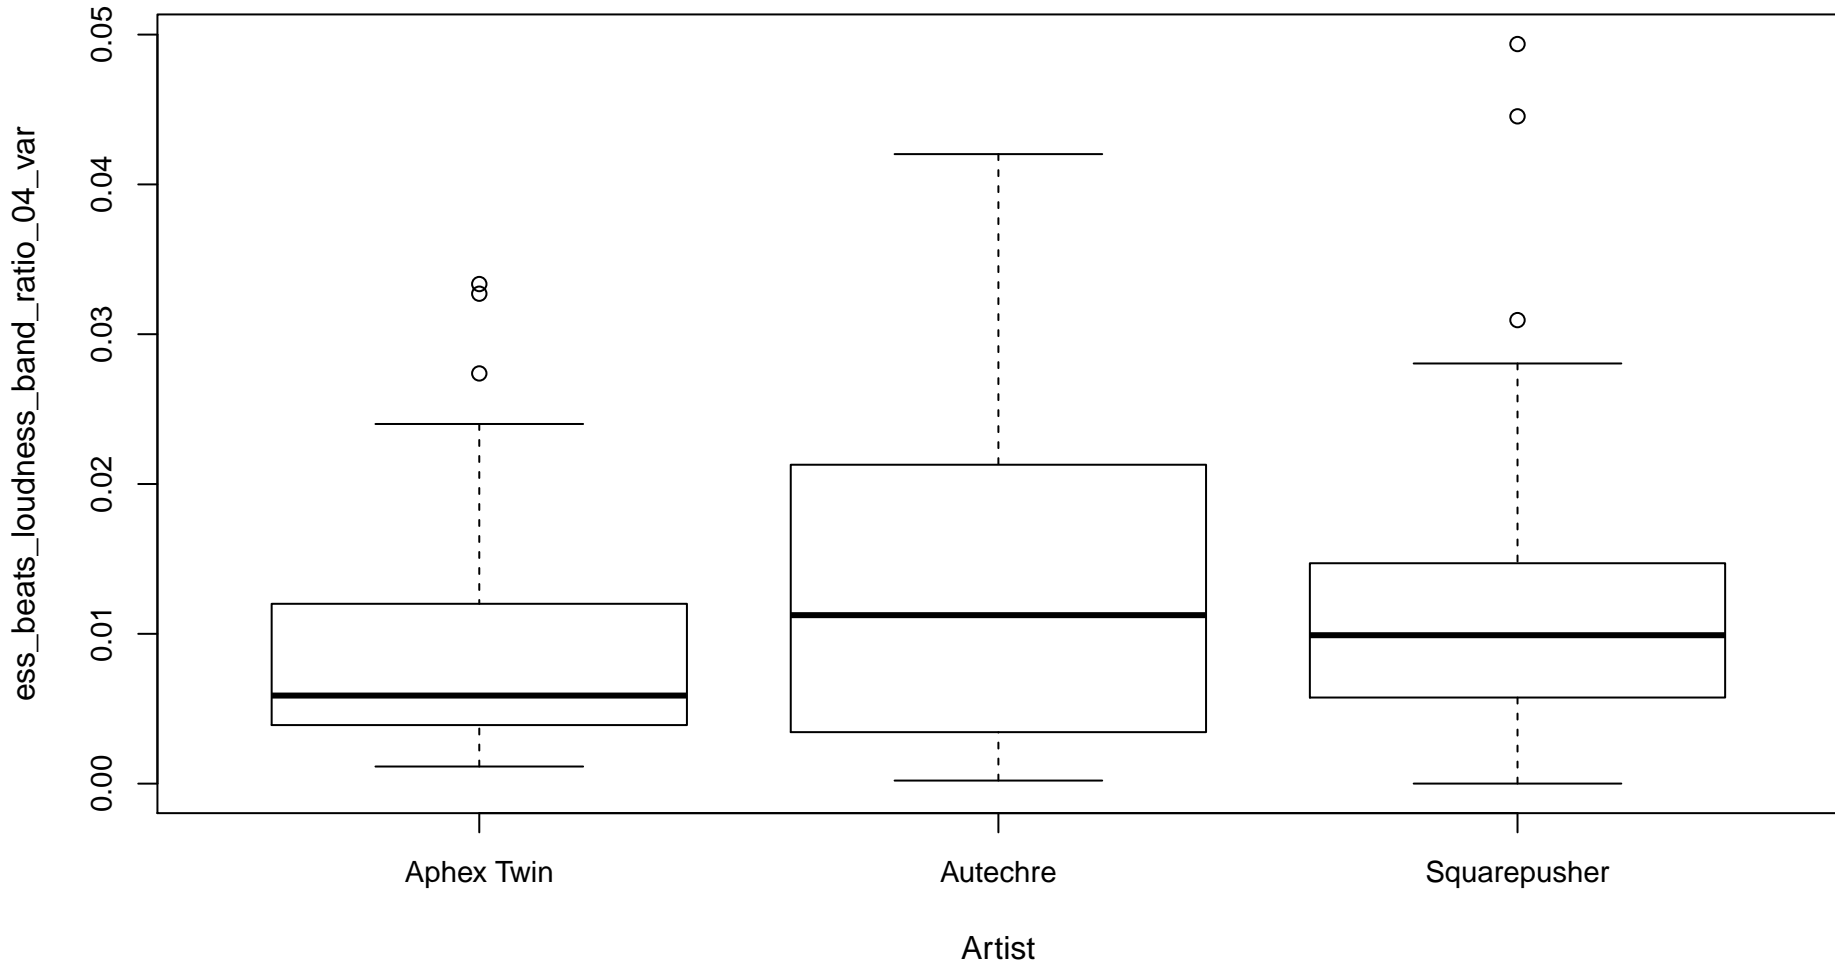 ess_beats_loudness_band_ratio_04_var
0.05
0.04
0.03
0.02
0.01
0.00
Aphex Twin
Autechre
Squarepusher
Artist